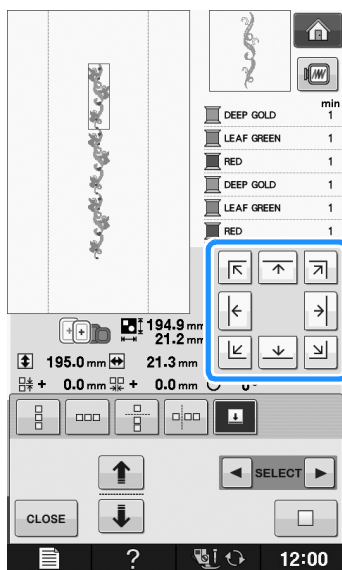 min
DEEP GOLD 1
LEAF GREEN 1
RED 1
DEEP GOLD 1
LEAF GREEN 1
RED 1
194.9 mm
21.2 mm
195.0 mm 21.3 mm
+ 0.0 mm + 0.0 mm 0°
SELECT
CLOSE
? 12:00